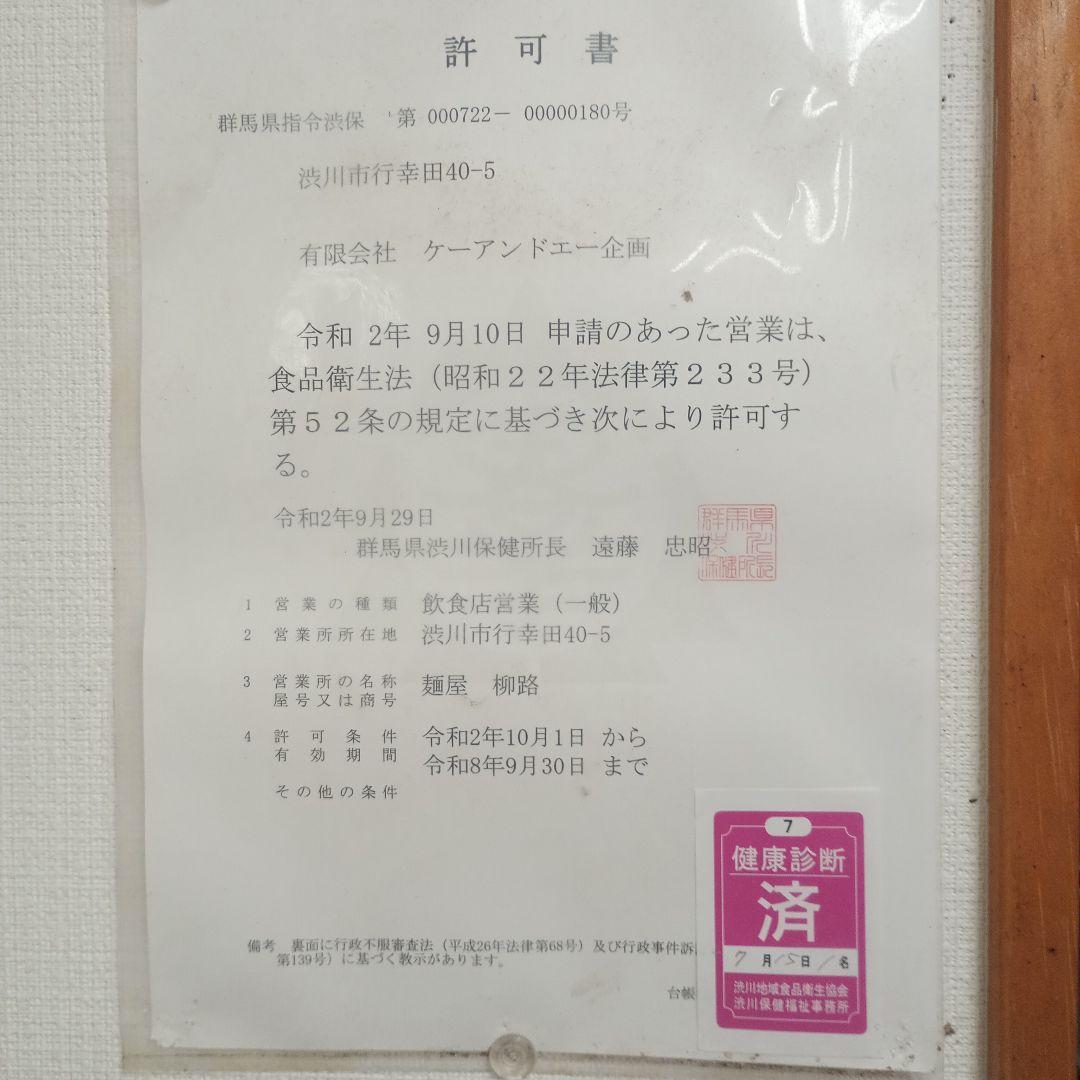 許可書
群馬県指令渋保 第 000722－ 00000180号
渋川市行幸田40-5
有限会社 ケーアンドエー企画
令和 2年 9月10日 申請のあった営業は、
食品衛生法（昭和２２年法律第２３３号）
第５２条の規定に基づき次により許可す
る。
令和2年9月29日
群馬県渋川保健所長 遠藤 忠昭
1 営業の種類 飲食店営業（一般）
2 営業所所在地 渋川市行幸田40-5
3 営業所の名称 麺屋 柳路
屋号又は商号
4 許可条件 令和2年10月1日 から
有効期間 令和8年9月30日 まで
その他の条件
備考 裏面に行政不服審査法（平成26年法律第68号）及び行政事件訴
第139号）に基づく教示があります。
台帳
7
健康診断
済
7月15日1名
渋川地域食品衛生協会
渋川保健福祉事務所